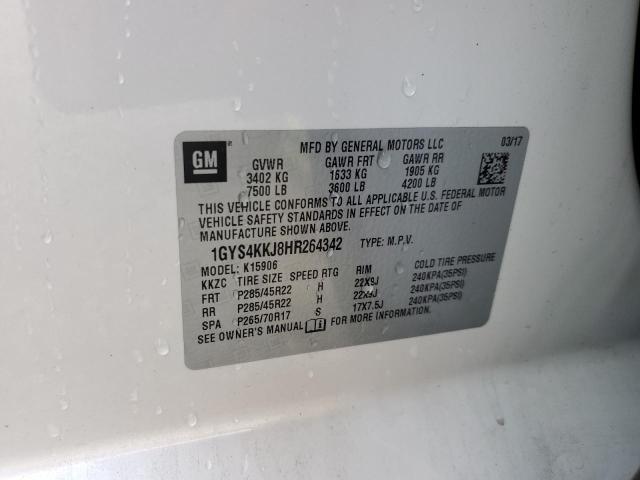 GM
MFD BY GENERAL MOTORS LLC 03/17
GVWR GAWR FRT GAWR RR
3402 KG 1633 KG 1905 KG
7500 LB 3600 LB 4200 LB
THIS VEHICLE CONFORMS TO ALL APPLICABLE U.S. FEDERAL MOTOR
VEHICLE SAFETY STANDARDS IN EFFECT ON THE DATE OF
MANUFACTURE SHOWN ABOVE.
1GYS4KKJ8HR264342 TYPE: M.P.V.
MODEL: K15906
KKZC TIRE SIZE SPEED RTG RIM COLD TIRE PRESSURE
FRT P285/45R22 H 22X9J 240KPA(35PSI)
RR P285/45R22 H 22X9J 240KPA(35PSI)
SPA P265/70R17 S 17X7.5J 240KPA(35PSI)
SEE OWNER'S MANUAL FOR MORE INFORMATION.